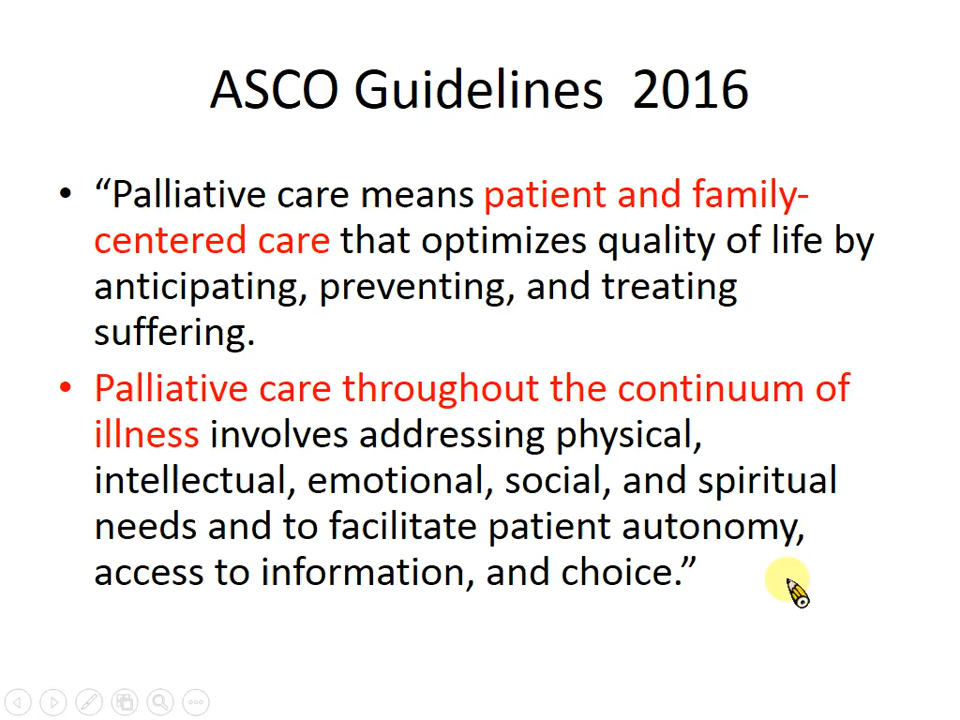 ASCO Guidelines  2016
• “Palliative care means patient and family-
centered care that optimizes quality of life by
anticipating, preventing, and treating
suffering.
• Palliative care throughout the continuum of
illness involves addressing physical,
intellectual, emotional, social, and spiritual
needs and to facilitate patient autonomy,
access to information, and choice.”